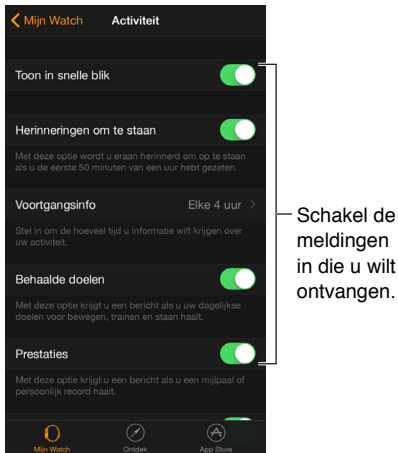 Mijn Watch Activiteit
Toon in snelle blik
Herinneringen om te staan
Met deze optie wordt u eraan herinnerd om op te staan
als u de eerste 50 minuten van een uur hebt gezeten.
Voortgangsinfo Elke 4 uur
Stel in om de hoeveel tijd u informatie wilt krijgen over
uw activiteit.
Behaalde doelen
Met deze optie krijgt u een bericht als u uw dagelijkse
doelen voor bewegen, trainen en staan haalt.
Prestaties
Met deze optie krijgt u een bericht als u een mijlpaal of
persoonlijk record haalt.
Mijn Watch Ontdek App Store
Schakel de
meldingen
in die u wilt
ontvangen.